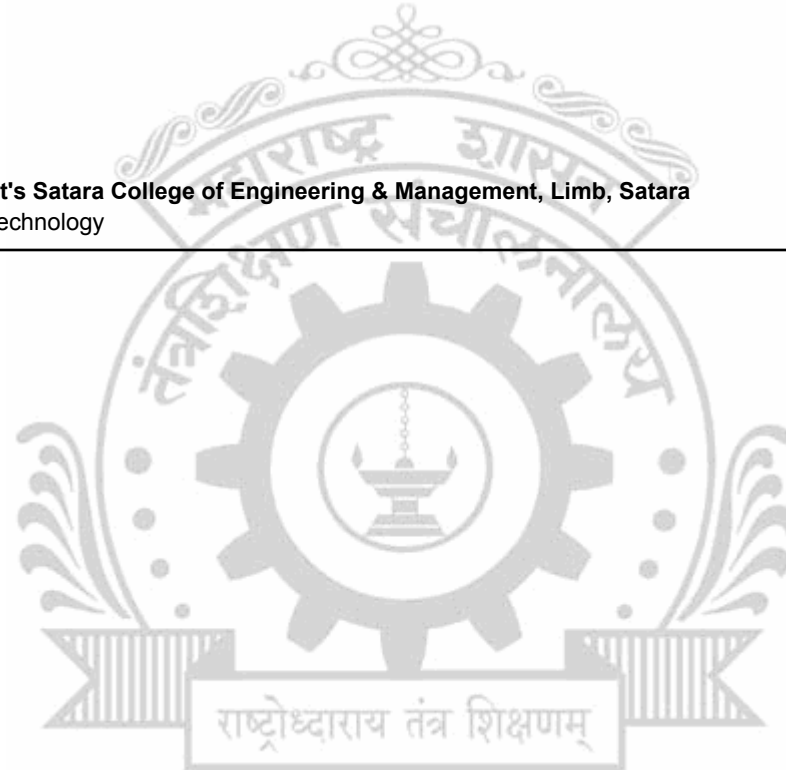 महाराष्ट्र शासन
t's Satara College of Engineering & Management, Limb, Satara
echnology
तंत्रशिक्षण संचालनालय
राष्ट्रोध्दाराय तंत्र शिक्षणम्